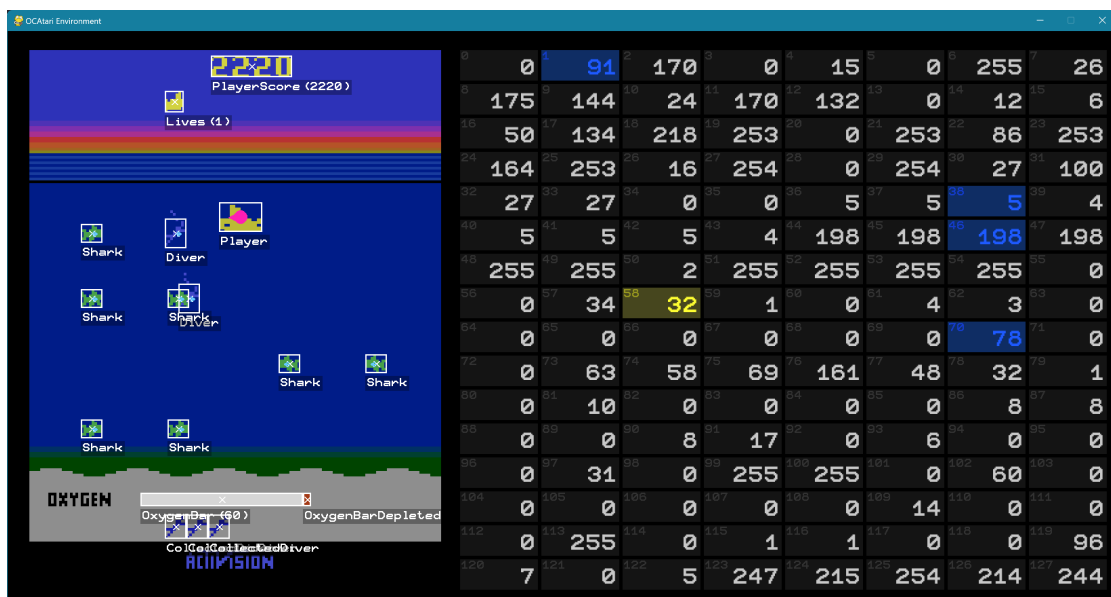 OCAtari Environment
2220
PlayerScore (2220)
Lives (1)
Player
Shark
Diver
Shark
Shark
Diver
Shark
Shark
Shark
Shark
OXYGEN
OxygenBar (60)
OxygenBarDepleted
CollectedDiver
ACTIVISION
0 0 1 91 2 170 3 0 4 15 5 0 6 255 7 26
8 175 9 144 10 24 11 170 12 132 13 0 14 12 15 6
16 50 17 134 18 218 19 253 20 0 21 253 22 86 23 253
24 164 25 253 26 16 27 254 28 0 29 254 30 27 31 100
32 27 33 27 34 0 35 0 36 5 37 5 38 5 39 4
40 5 41 5 42 5 43 4 44 198 45 198 46 198 47 198
48 255 49 255 50 2 51 255 52 255 53 255 54 255 55 0
56 0 57 34 58 32 59 1 60 0 61 4 62 3 63 0
64 0 65 0 66 0 67 0 68 0 69 0 70 78 71 0
72 0 73 63 74 58 75 69 76 161 77 48 78 32 79 1
80 0 81 10 82 0 83 0 84 0 85 0 86 8 87 8
88 0 89 0 90 8 91 17 92 0 93 6 94 0 95 0
96 0 97 31 98 0 99 255 100 255 101 0 102 60 103 0
104 0 105 0 106 0 107 0 108 0 109 14 110 0 111 0
112 0 113 255 114 0 115 1 116 1 117 0 118 0 119 96
120 7 121 0 122 5 123 247 124 215 125 254 126 214 127 244